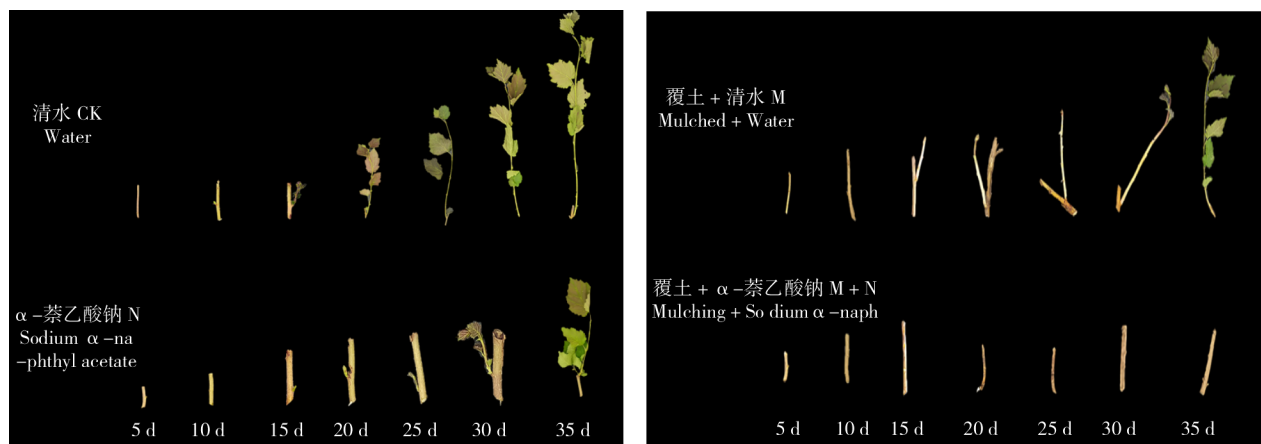 清水 CK
Water
α-萘乙酸钠 N
Sodium α-na
-phthyl acetate
5 d 10 d 15 d 20 d 25 d 30 d 35 d
覆土 + 清水 M
Mulched + Water
覆土 + α-萘乙酸钠 M + N
Mulching + So dium α-naph
5 d 10 d 15 d 20 d 25 d 30 d 35 d